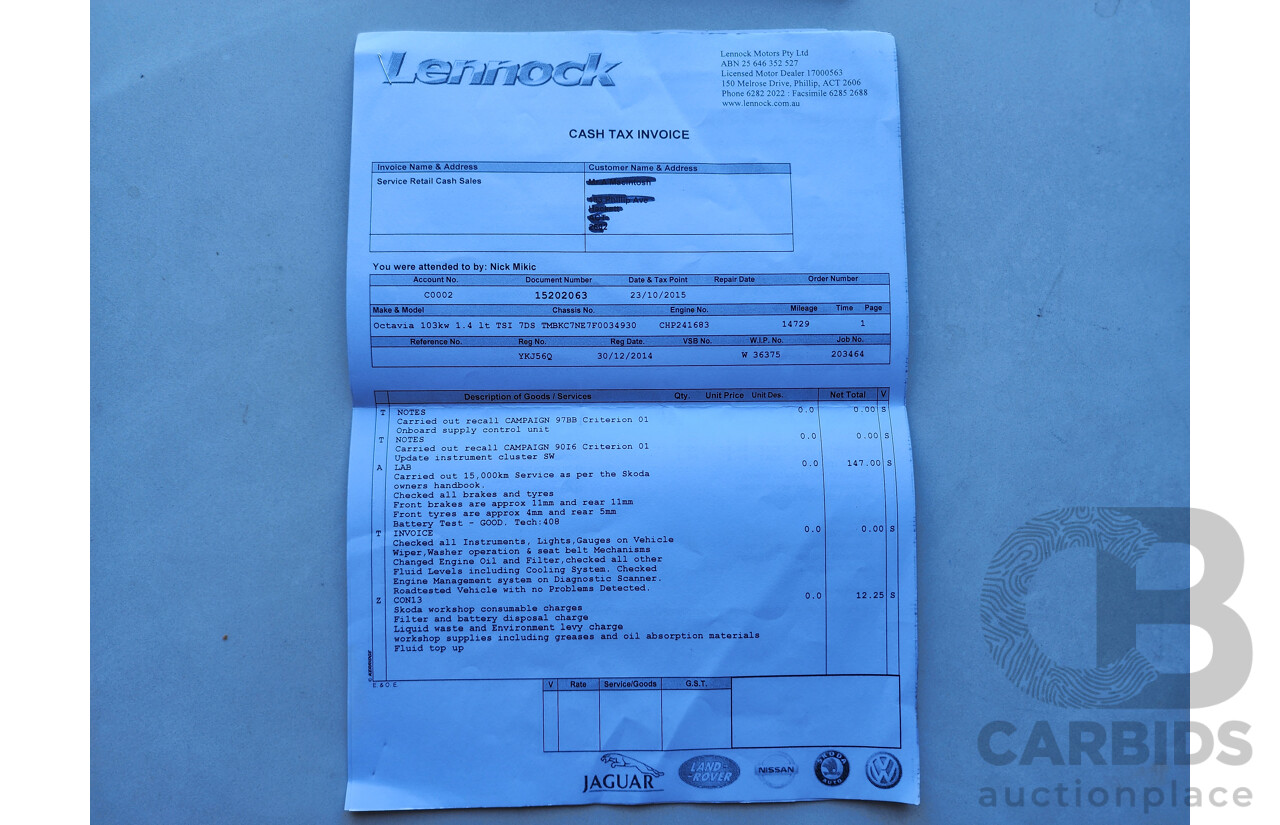 Lennock
Lennock Motors Pty Ltd
ABN 25 646 352 527
Licensed Motor Dealer 17000563
150 Melrose Drive, Phillip, ACT 2606
Phone 6282 2022 : Facsimile 6285 2688
www.lennock.com.au
CASH TAX INVOICE
Invoice Name & Address Customer Name & Address
Service Retail Cash Sales
You were attended to by: Nick Mikic
Account No. Document Number Date & Tax Point Repair Date Order Number
C0002 15202063 23/10/2015
Make & Model Chassis No. Engine No. Mileage Time Page
Octavia 103kw 1.4 lt TSI 7DS TMBKC7NE7F0034930 CHP241683 14729 1
Reference No. Reg No. Reg Date. VSB No. W.I.P. No. Job No.
YKJ56Q 30/12/2014 W 36375 203464
Description of Goods / Services Qty. Unit Price Unit Des. Net Total V
T NOTES 0.0 0.00 S
Carried out recall CAMPAIGN 97BB Criterion 01
Onboard supply control unit
T NOTES 0.0 0.00 S
Carried out recall CAMPAIGN 90I6 Criterion 01
Update instrument cluster SW
A LAB 0.0 147.00 S
Carried out 15,000km Service as per the Skoda
owners handbook.
Checked all brakes and tyres
Front brakes are approx 11mm and rear 11mm
Front tyres are approx 4mm and rear 5mm
Battery Test - GOOD. Tech:408
T INVOICE 0.0 0.00 S
Checked all Instruments, Lights,Gauges on Vehicle
Wiper,Washer operation & seat belt Mechanisms
Changed Engine Oil and Filter,checked all other
Fluid Levels including Cooling System. Checked
Engine Management system on Diagnostic Scanner.
Roadtested Vehicle with no Problems Detected.
Z CON13 0.0 12.25 S
Skoda workshop consumable charges
Filter and battery disposal charge
Liquid waste and Environment levy charge
workshop supplies including greases and oil absorption materials
Fluid top up
E. & O. E.
V Rate Service/Goods G.S.T.
JAGUAR LAND-ROVER NISSAN SKODA AUTO
CARBIDS
auctionplace